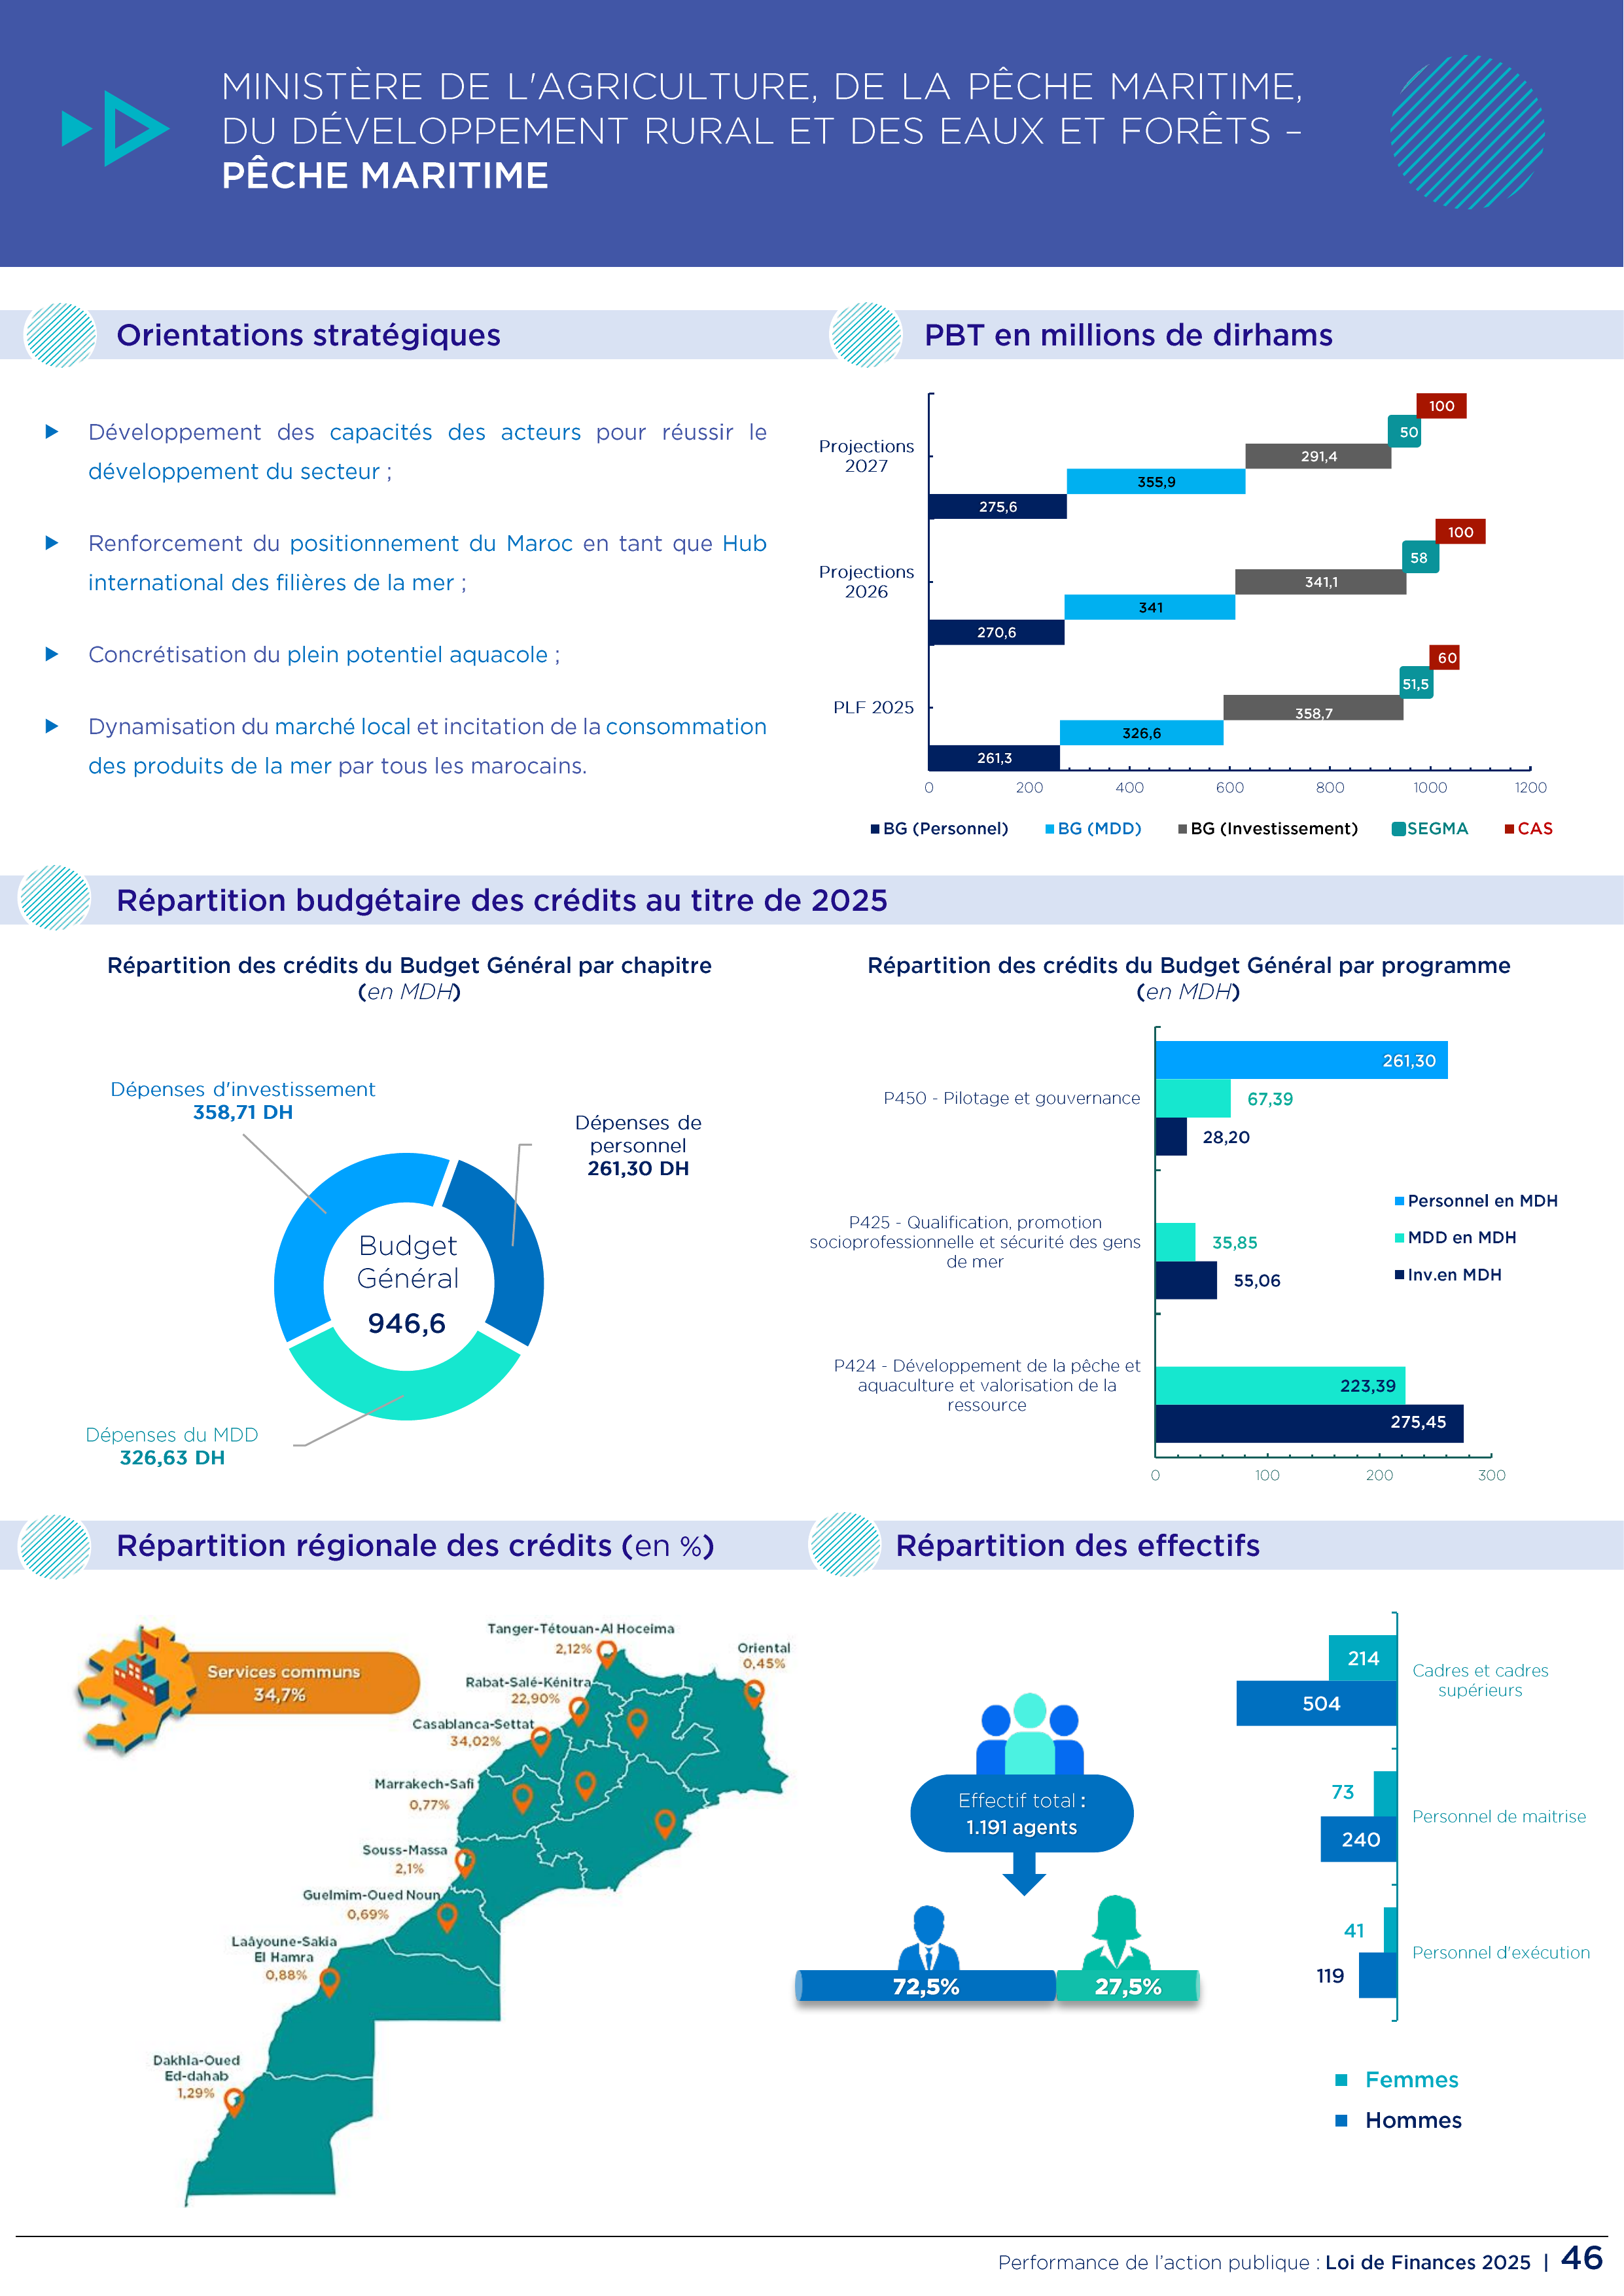 MINISTÈRE DE L'AGRICULTURE, DE LA PÊCHE MARITIME,
DU DÉVELOPPEMENT RURAL ET DES EAUX ET FORÊTS –
PÊCHE MARITIME
Orientations stratégiques
Développement des capacités des acteurs pour réussir le
développement du secteur ;
Renforcement du positionnement du Maroc en tant que Hub
international des filières de la mer ;
Concrétisation du plein potentiel aquacole ;
Dynamisation du marché local et incitation de la consommation
des produits de la mer par tous les marocains.
PBT en millions de dirhams
100
50
Projections
2027
291,4
355,9
275,6
100
58
Projections
2026
341,1
341
270,6
60
51,5
PLF 2025
358,7
326,6
261,3
0 200 400 600 800 1000 1200
BG (Personnel) BG (MDD) BG (Investissement) SEGMA CAS
Répartition budgétaire des crédits au titre de 2025
Répartition des crédits du Budget Général par chapitre
(en MDH)
Dépenses d'investissement
358,71 DH
Dépenses de
personnel
261,30 DH
Budget
Général
946,6
Dépenses du MDD
326,63 DH
Répartition des crédits du Budget Général par programme
(en MDH)
261,30
P450 - Pilotage et gouvernance
67,39
28,20
P425 - Qualification, promotion
socioprofessionnelle et sécurité des gens
de mer
35,85
55,06
Personnel en MDH
MDD en MDH
Inv.en MDH
P424 - Développement de la pêche et
aquaculture et valorisation de la
ressource
223,39
275,45
0 100 200 300
Répartition régionale des crédits (en %)
Services communs
34,7%
Tanger-Tétouan-Al Hoceima
2,12%
Oriental
0,45%
Rabat-Salé-Kénitra
22,90%
Casablanca-Settat
34,02%
Marrakech-Safi
0,77%
Souss-Massa
2,1%
Guelmim-Oued Noun
0,69%
Laâyoune-Sakia
El Hamra
0,88%
Dakhla-Oued
Ed-dahab
1,29%
Répartition des effectifs
Effectif total :
1.191 agents
72,5% 27,5%
214
504
Cadres et cadres
supérieurs
73
240
Personnel de maitrise
41
119
Personnel d'exécution
Femmes
Hommes
Performance de l'action publique : Loi de Finances 2025 | 46